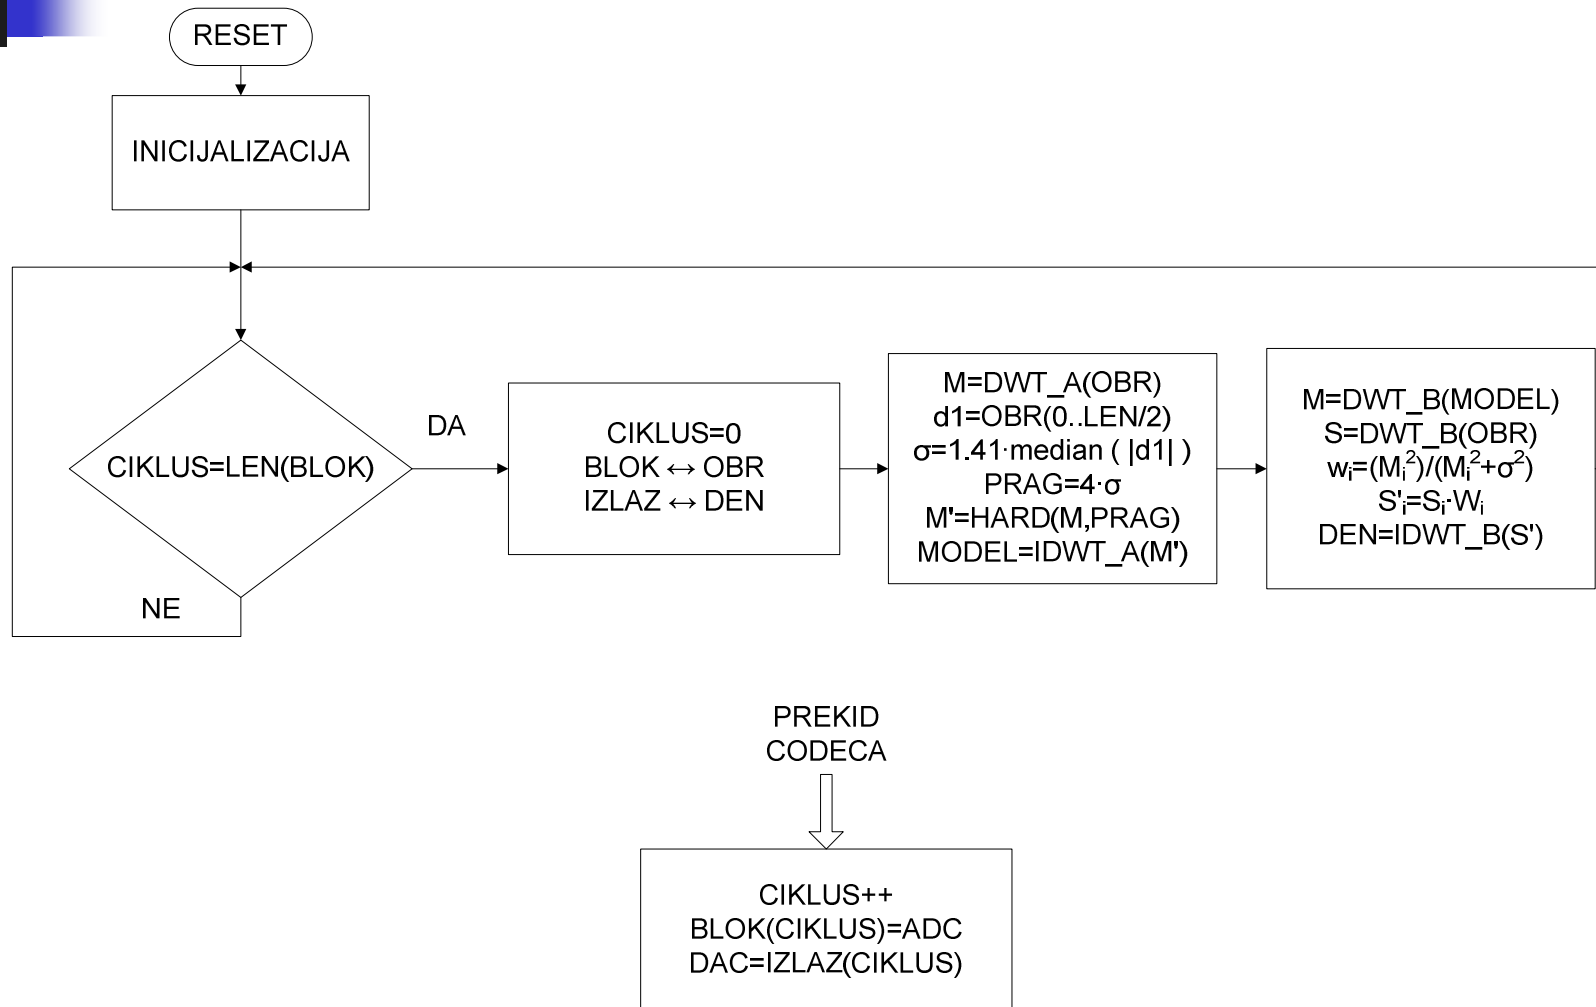 RESET
INICIJALIZACIJA
CIKLUS=LEN(BLOK)
DA
NE
CIKLUS=0
BLOK ↔ OBR
IZLAZ ↔ DEN
M=DWT_A(OBR)
d1=OBR(0..LEN/2)
σ=1.41·median ( |d1| )
PRAG=4·σ
M'=HARD(M,PRAG)
MODEL=IDWT_A(M')
M=DWT_B(MODEL)
S=DWT_B(OBR)
wᵢ=(Mᵢ²)/(Mᵢ²+σ²)
S'ᵢ=Sᵢ·Wᵢ
DEN=IDWT_B(S')
PREKID
CODECA
CIKLUS++
BLOK(CIKLUS)=ADC
DAC=IZLAZ(CIKLUS)